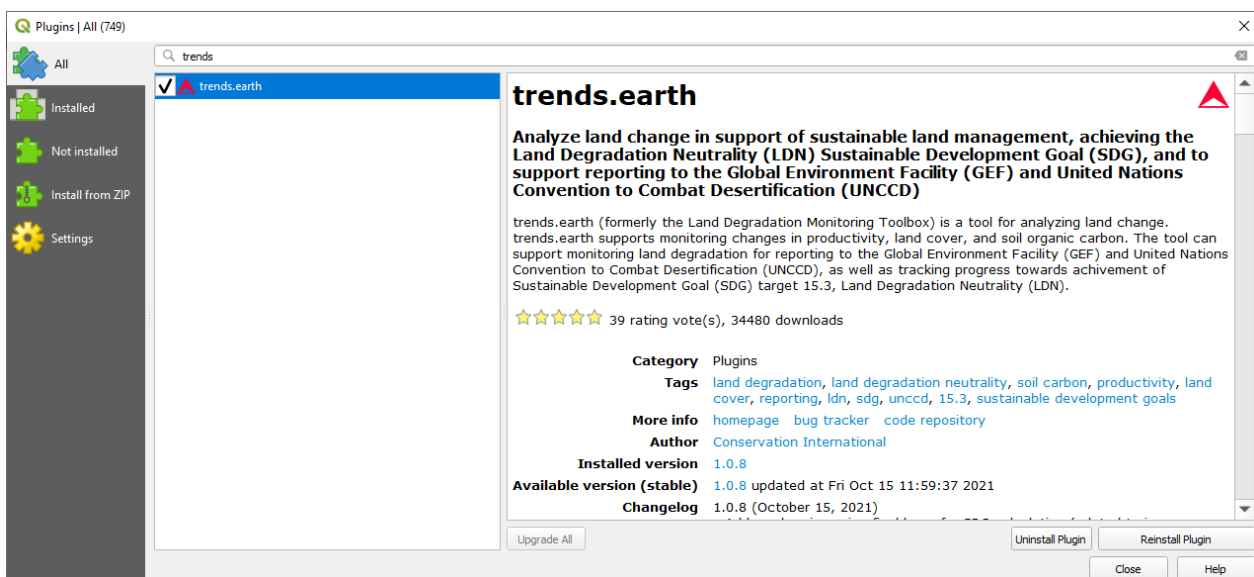 Plugins | All (749)
All
Installed
Not installed
Install from ZIP
Settings
trends
trends.earth
trends.earth
Analyze land change in support of sustainable land management, achieving the
Land Degradation Neutrality (LDN) Sustainable Development Goal (SDG), and to
support reporting to the Global Environment Facility (GEF) and United Nations
Convention to Combat Desertification (UNCCD)
trends.earth (formerly the Land Degradation Monitoring Toolbox) is a tool for analyzing land change.
trends.earth supports monitoring changes in productivity, land cover, and soil organic carbon. The tool can
support monitoring land degradation for reporting to the Global Environment Facility (GEF) and United Nations
Convention to Combat Desertification (UNCCD), as well as tracking progress towards achivement of
Sustainable Development Goal (SDG) target 15.3, Land Degradation Neutrality (LDN).
39 rating vote(s), 34480 downloads
Category Plugins
Tags land degradation, land degradation neutrality, soil carbon, productivity, land
cover, reporting, ldn, sdg, unccd, 15.3, sustainable development goals
More info homepage bug tracker code repository
Author Conservation International
Installed version 1.0.8
Available version (stable) 1.0.8 updated at Fri Oct 15 11:59:37 2021
Changelog 1.0.8 (October 15, 2021)
Upgrade All Uninstall Plugin Reinstall Plugin
Close Help